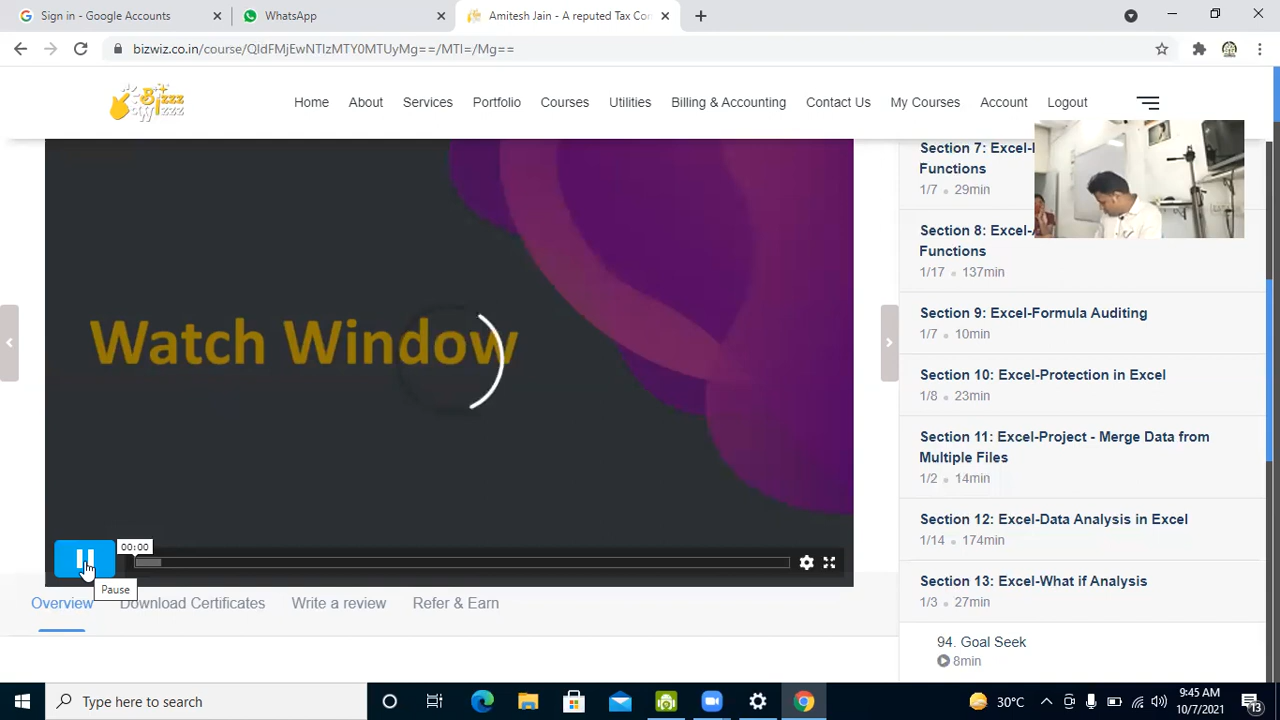 Sign in - Google Accounts
WhatsApp
Amitesh Jain - A reputed Tax Con
bizwiz.co.in/course/QldFMjEwNTIzMTY0MTUyMg==/MTI=/Mg==
Bizzz
Wizzz
Home
About
Services
Portfolio
Courses
Utilities
Billing & Accounting
Contact Us
My Courses
Account
Logout
Watch Window
00:00
Pause
Overview
Download Certificates
Write a review
Refer & Earn
Section 7: Excel-
Functions
1/7 29min
Section 8: Excel-
Functions
1/17 137min
Section 9: Excel-Formula Auditing
1/7 10min
Section 10: Excel-Protection in Excel
1/8 23min
Section 11: Excel-Project - Merge Data from
Multiple Files
1/2 14min
Section 12: Excel-Data Analysis in Excel
1/14 174min
Section 13: Excel-What if Analysis
1/3 27min
94. Goal Seek
8min
Type here to search
30°C
9:45 AM
10/7/2021
13